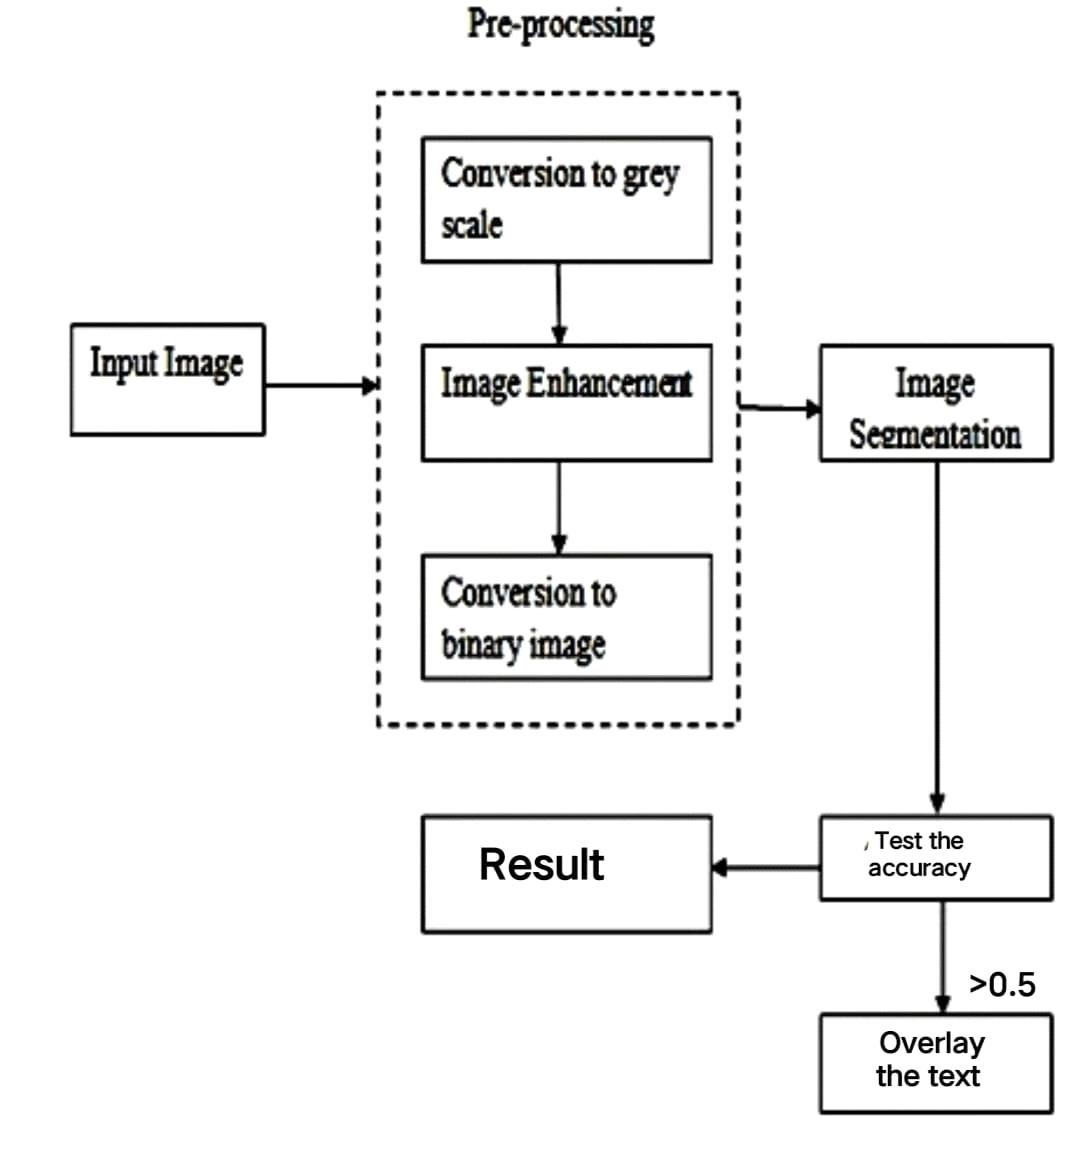 Pre-processing
Conversion to grey
scale
Input Image
Image Enhancement
Image
Segmentation
Conversion to
binary image
Result
Test the
accuracy
>0.5
Overlay
the text